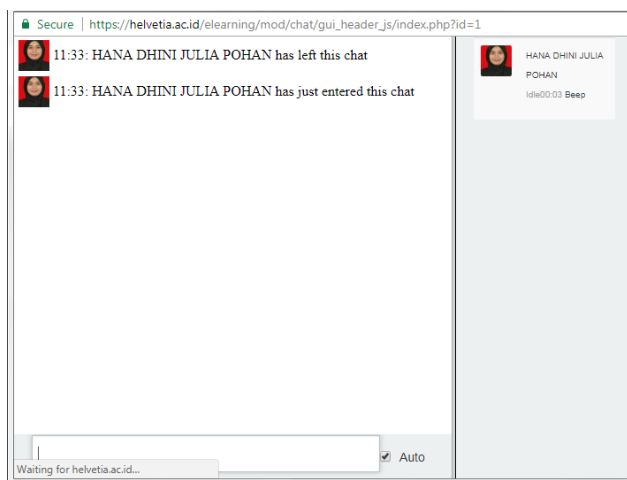 Secure | https://helvetia.ac.id/elearning/mod/chat/gui_header_js/index.php?id=1
11:33: HANA DHINI JULIA POHAN has left this chat
11:33: HANA DHINI JULIA POHAN has just entered this chat
HANA DHINI JULIA
POHAN
Idle00:03 Beep
Auto
Waiting for helvetia.ac.id...